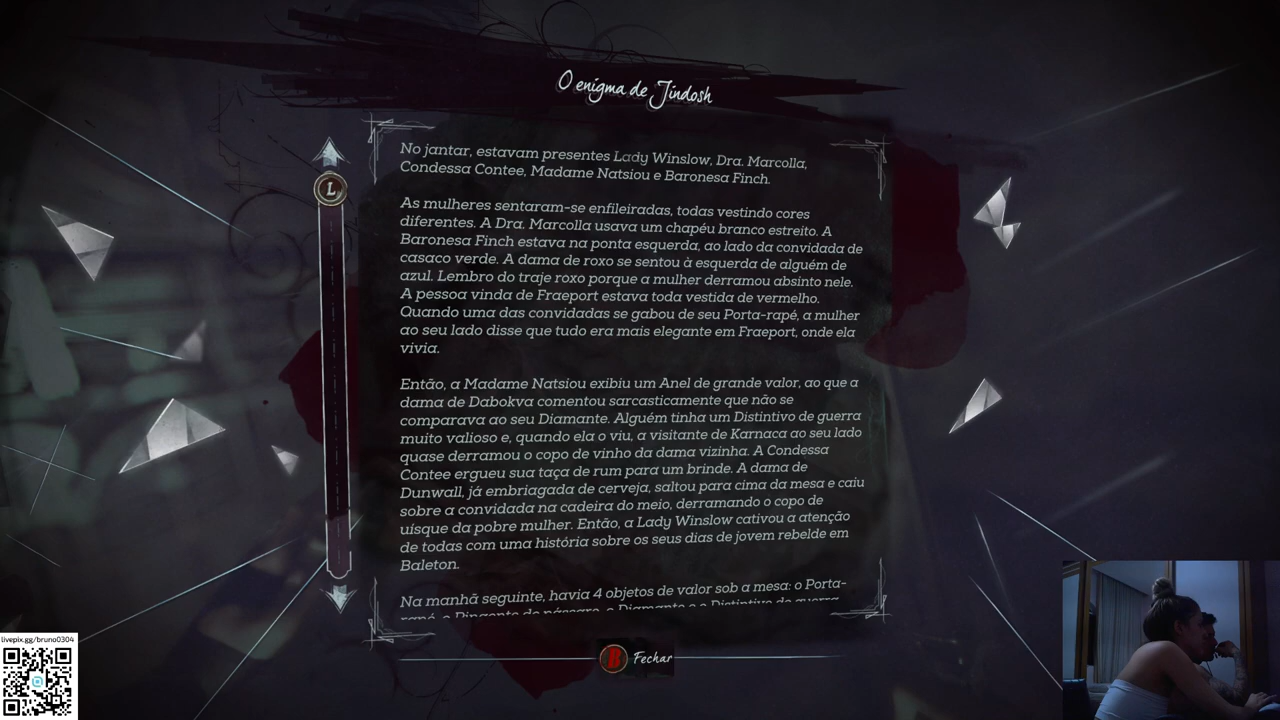 O enigma de Jindosh
No jantar, estavam presentes Lady Winslow, Dra. Marcolla,
Condessa Contee, Madame Natsiou e Baronesa Finch.
As mulheres sentaram-se enfileiradas, todas vestindo cores
diferentes. A Dra. Marcolla usava um chapéu branco estreito. A
Baronesa Finch estava na ponta esquerda, ao lado da convidada de
casaco verde. A dama de roxo se sentou à esquerda de alguém de
azul. Lembro do traje roxo porque a mulher derramou absinto nele.
A pessoa vinda de Fraeport estava toda vestida de vermelho.
Quando uma das convidadas se gabou de seu Porta-rapé, a mulher
ao seu lado disse que tudo era mais elegante em Fraeport, onde ela
vivia.
Então, a Madame Natsiou exibiu um Anel de grande valor, ao que a
dama de Dabokva comentou sarcasticamente que não se
comparava ao seu Diamante. Alguém tinha um Distintivo de guerra
muito valioso e, quando ela o viu, a visitante de Karnaca ao seu lado
quase derramou o copo de vinho da dama vizinha. A Condessa
Contee ergueu sua taça de rum para um brinde. A dama de
Dunwall, já embriagada de cerveja, saltou para cima da mesa e caiu
sobre a convidada na cadeira do meio, derramando o copo de
uísque da pobre mulher. Então, a Lady Winslow cativou a atenção
de todas com uma história sobre os seus dias de jovem rebelde em
Baleton.
Na manhã seguinte, havia 4 objetos de valor sob a mesa: o Porta-
rapé, o Pingente de pássaro, o Diamante e o Distintivo de guerra
L
B Fechar
livepix.gg/bruno0304